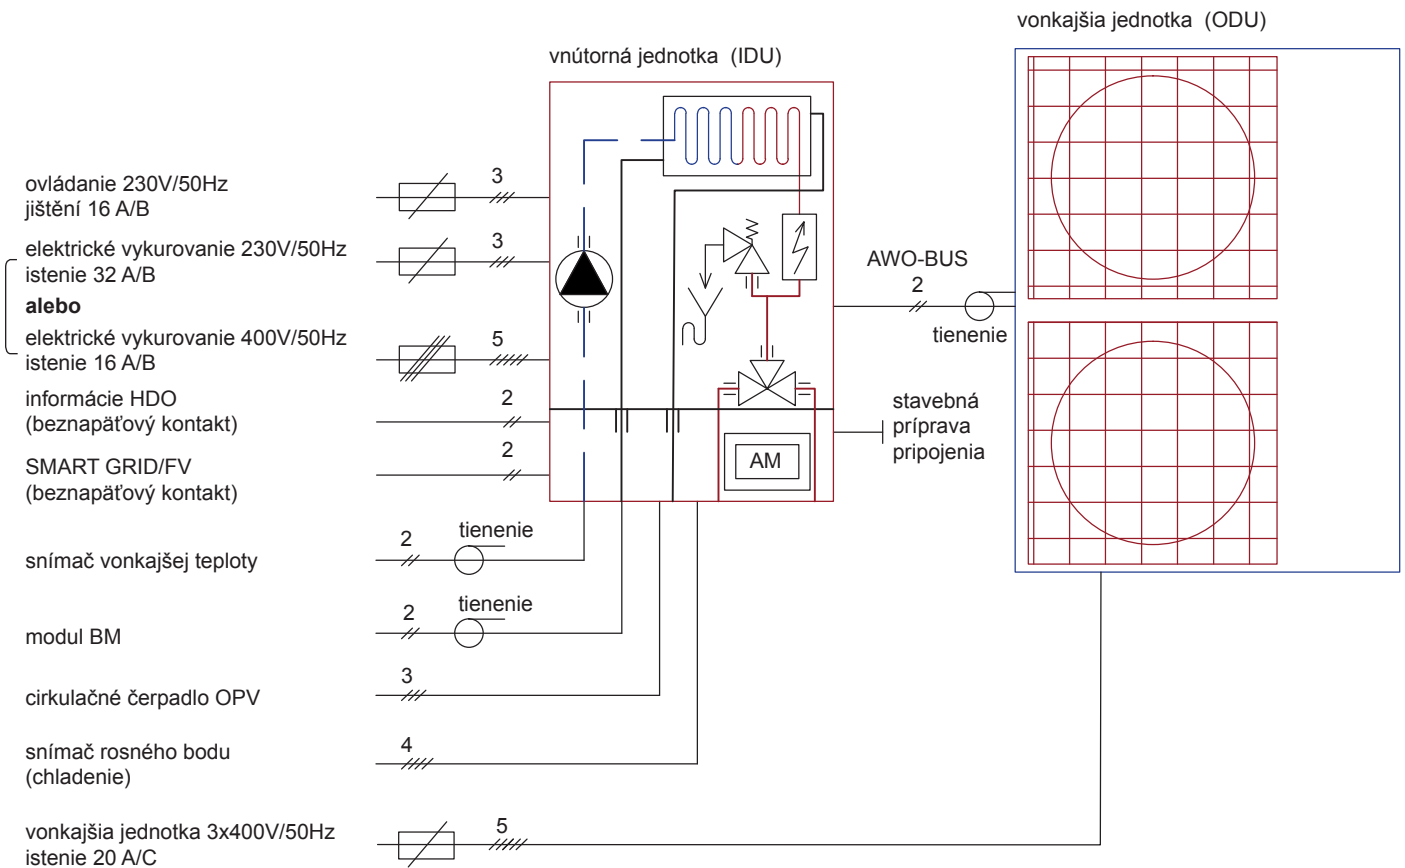 vonkajšia jednotka  (ODU)
vnútorná jednotka  (IDU)
ovládanie 230V/50Hz
jištění 16 A/B
3
elektrické vykurovanie 230V/50Hz
istenie 32 A/B
3
alebo
elektrické vykurovanie 400V/50Hz
istenie 16 A/B
5
informácie HDO
(beznapäťový kontakt)
2
SMART GRID/FV
(beznapäťový kontakt)
2
AWO-BUS
2
tienenie
stavebná
príprava
pripojenia
AM
snímač vonkajšej teploty
2
tienenie
modul BM
2
tienenie
cirkulačné čerpadlo OPV
3
snímač rosného bodu
(chladenie)
4
vonkajšia jednotka 3x400V/50Hz
istenie 20 A/C
5